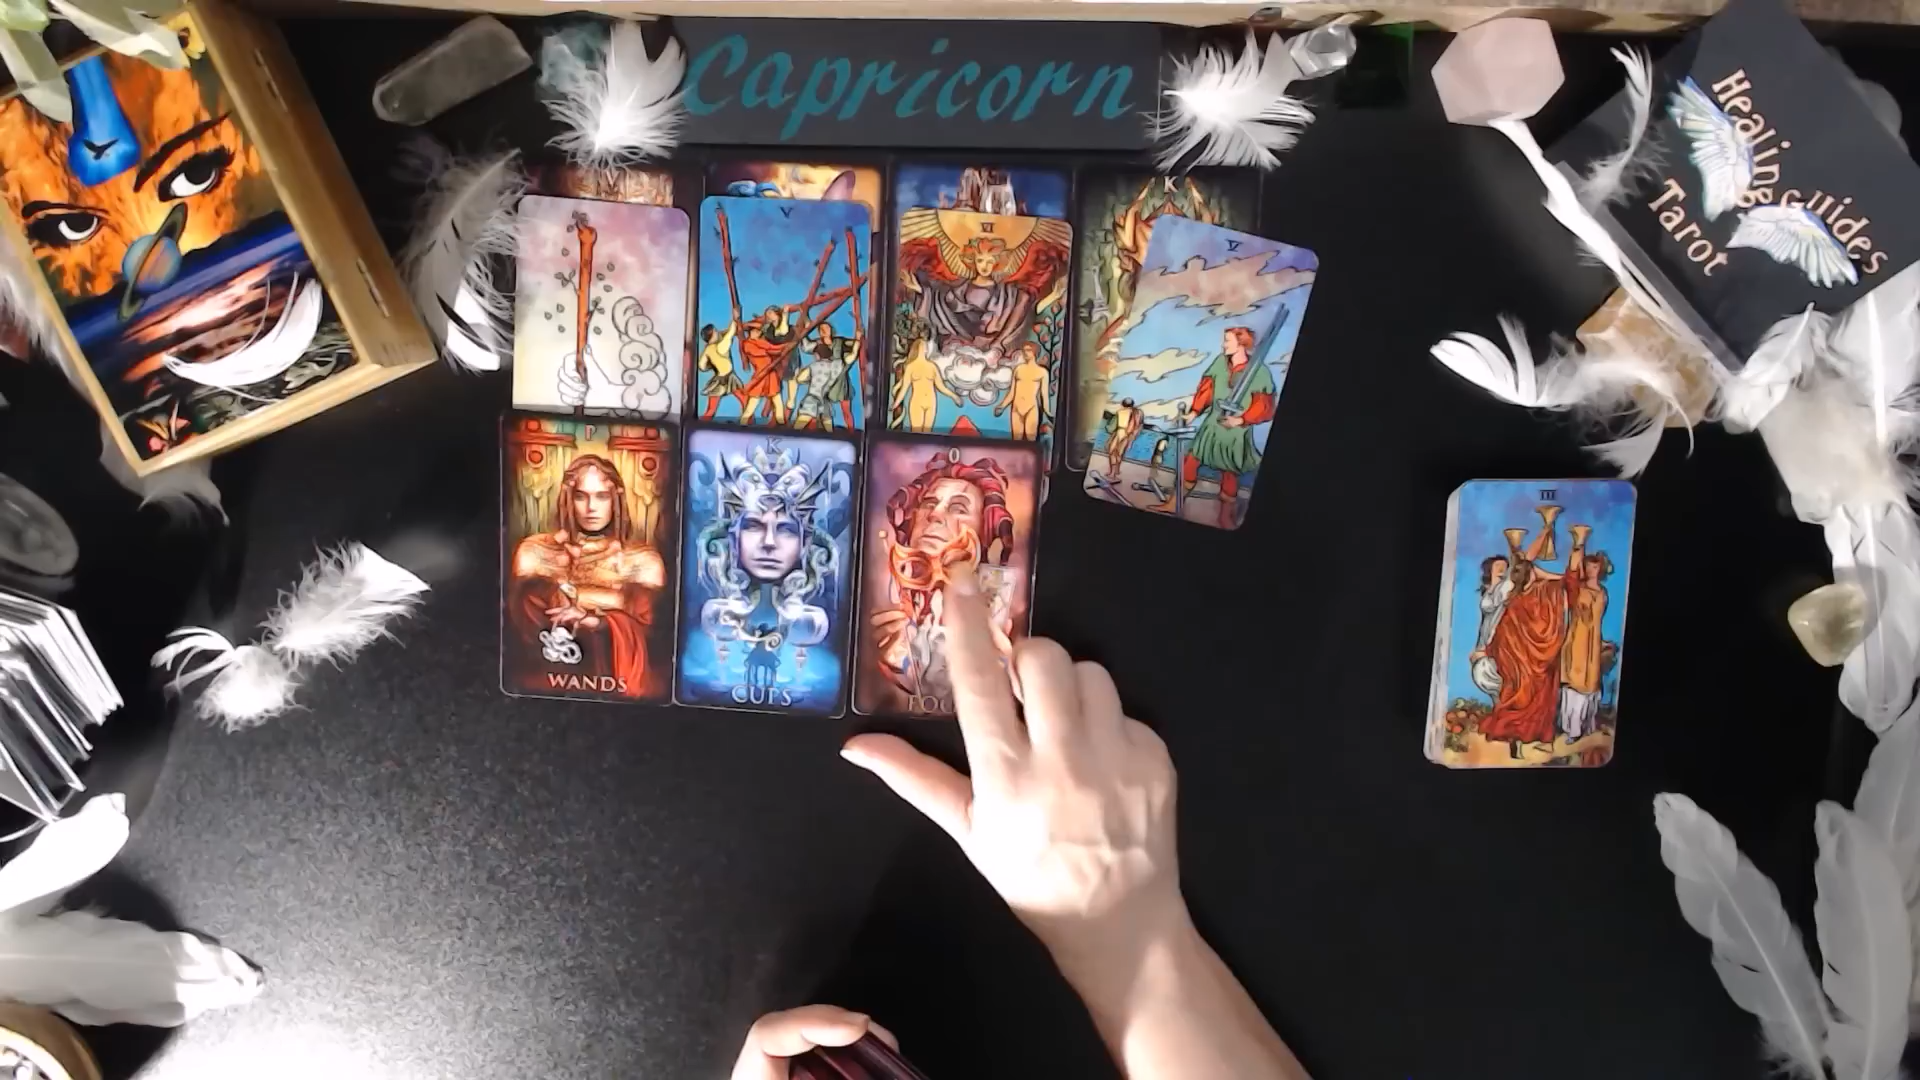 Capricorn
Healing Guides
Tarot
K
V
VI
V
P
WANDS
K
CUPS
0
III